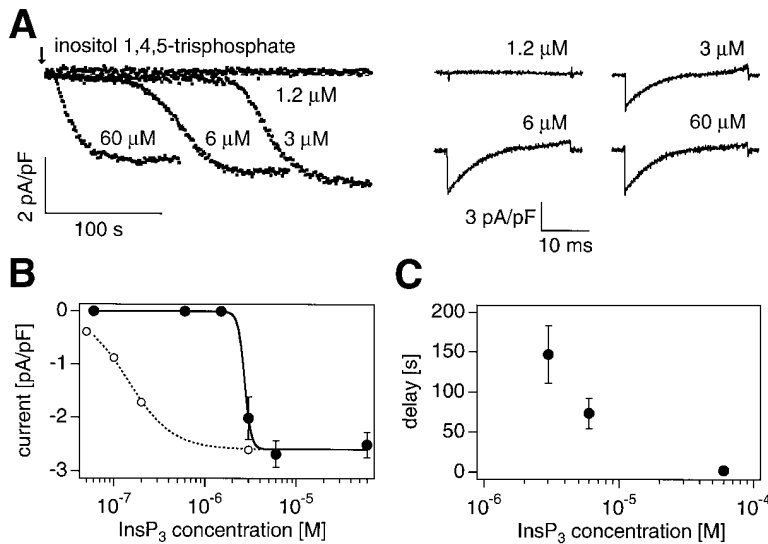 A
inositol 1,4,5-trisphosphate
1.2 µM
60 µM
6 µM
3 µM
2 pA/pF
100 s
1.2 µM
3 µM
6 µM
60 µM
3 pA/pF
10 ms
B
0
-1
-2
-3
current [pA/pF]
10⁻⁷
10⁻⁶
10⁻⁵
InsP₃ concentration [M]
C
200
150
100
50
0
delay [s]
10⁻⁶
10⁻⁵
10⁻⁴
InsP₃ concentration [M]